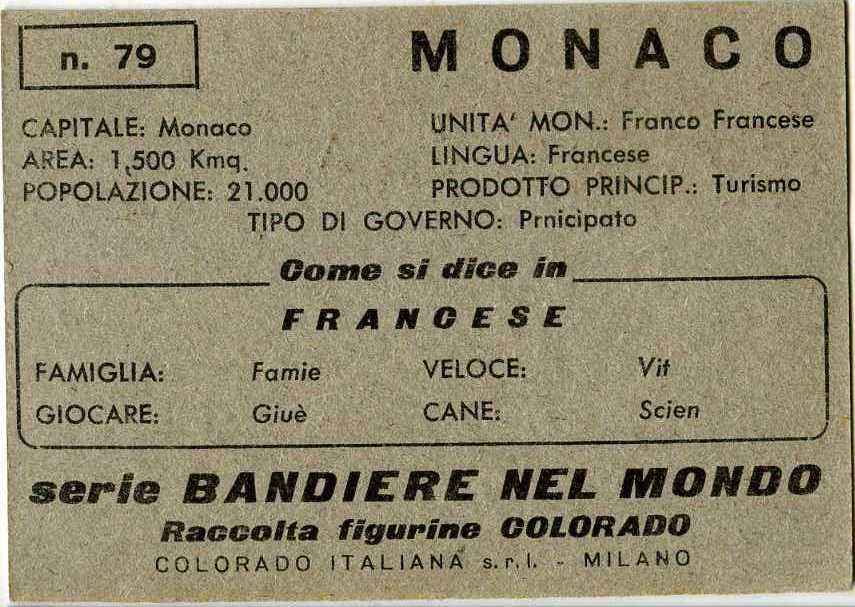 n. 79
MONACO
CAPITALE: Monaco
UNITA' MON.: Franco Francese
AREA: 1,500 Kmq.
LINGUA: Francese
POPOLAZIONE: 21.000
PRODOTTO PRINCIP.: Turismo
TIPO DI GOVERNO: Prnicipato
Come si dice in
FRANCESE
FAMIGLIA: Famie VELOCE: Vit
GIOCARE: Giuè CANE: Scien
serie BANDIERE NEL MONDO
Raccolta figurine COLORADO
COLORADO ITALIANA s.r.l. - MILANO